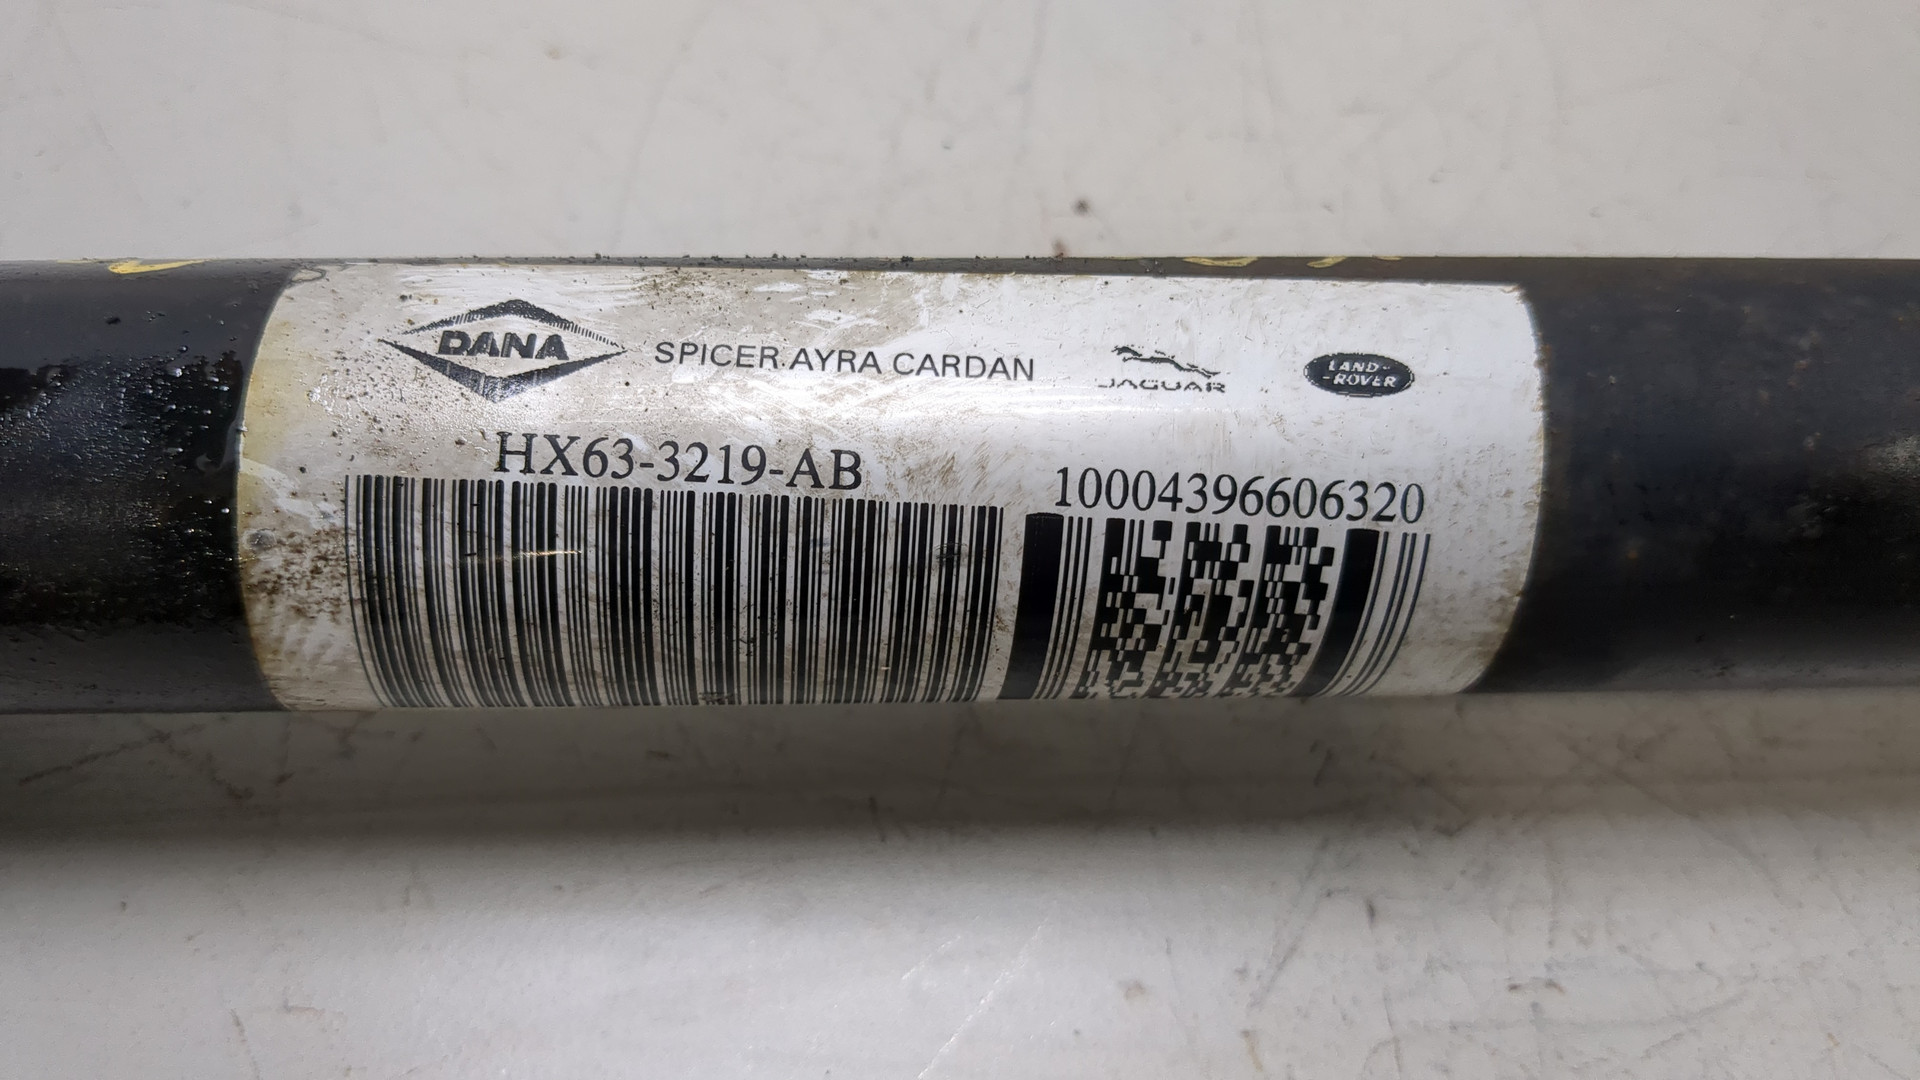 DANA
SPICER AYRA CARDAN
JAGUAR
LAND-
-ROVER
HX63-3219-AB
10004396606320